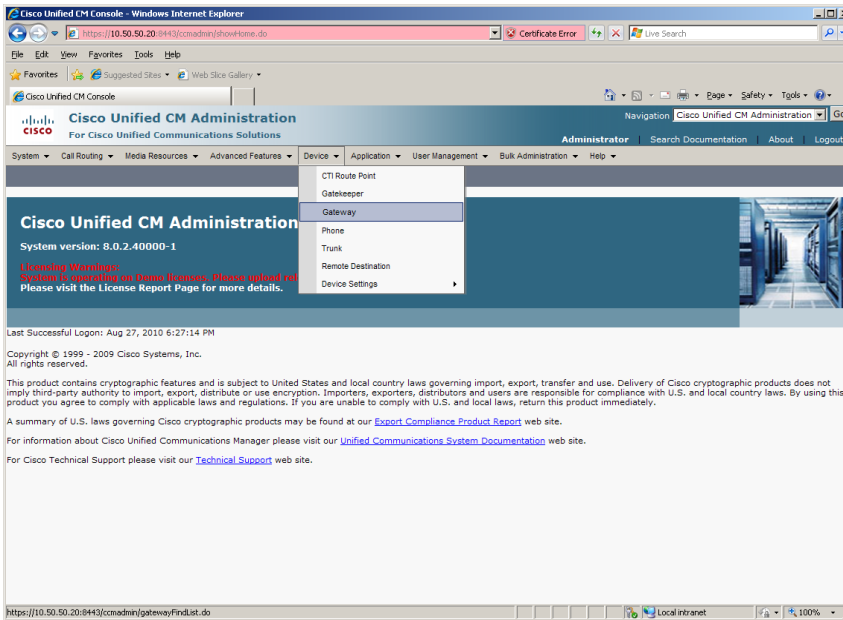 Cisco Unified CM Console - Windows Internet Explorer
https://10.50.50.20:8443/ccmadmin/showHome.do Certificate Error Live Search
File Edit View Favorites Tools Help
Favorites Suggested Sites Web Slice Gallery
Cisco Unified CM Console Page Safety Tools
CISCO
Cisco Unified CM Administration
For Cisco Unified Communications Solutions
Navigation Cisco Unified CM Administration
Administrator | Search Documentation | About | Logout
System Call Routing Media Resources Advanced Features Device Application User Management Bulk Administration Help
CTI Route Point
Gatekeeper
Gateway
Phone
Trunk
Remote Destination
Device Settings
Cisco Unified CM Administration
System version: 8.0.2.40000-1
Licensing Warnings:
System is operating on Demo licenses. Please upload
Please visit the License Report Page for more details.
Last Successful Logon: Aug 27, 2010 6:27:14 PM
Copyright © 1999 - 2009 Cisco Systems, Inc.
All rights reserved.
This product contains cryptographic features and is subject to United States and local country laws governing import, export, transfer and use. Delivery of Cisco cryptographic products does not
imply third-party authority to import, export, distribute or use encryption. Importers, exporters, distributors and users are responsible for compliance with U.S. and local country laws. By using this
product you agree to comply with applicable laws and regulations. If you are unable to comply with U.S. and local laws, return this product immediately.
A summary of U.S. laws governing Cisco cryptographic products may be found at our Export Compliance Product Report web site.
For information about Cisco Unified Communications Manager please visit our Unified Communications System Documentation web site.
For Cisco Technical Support please visit our Technical Support web site.
https://10.50.50.20:8443/ccmadmin/gatewayFindList.do Local intranet 100%